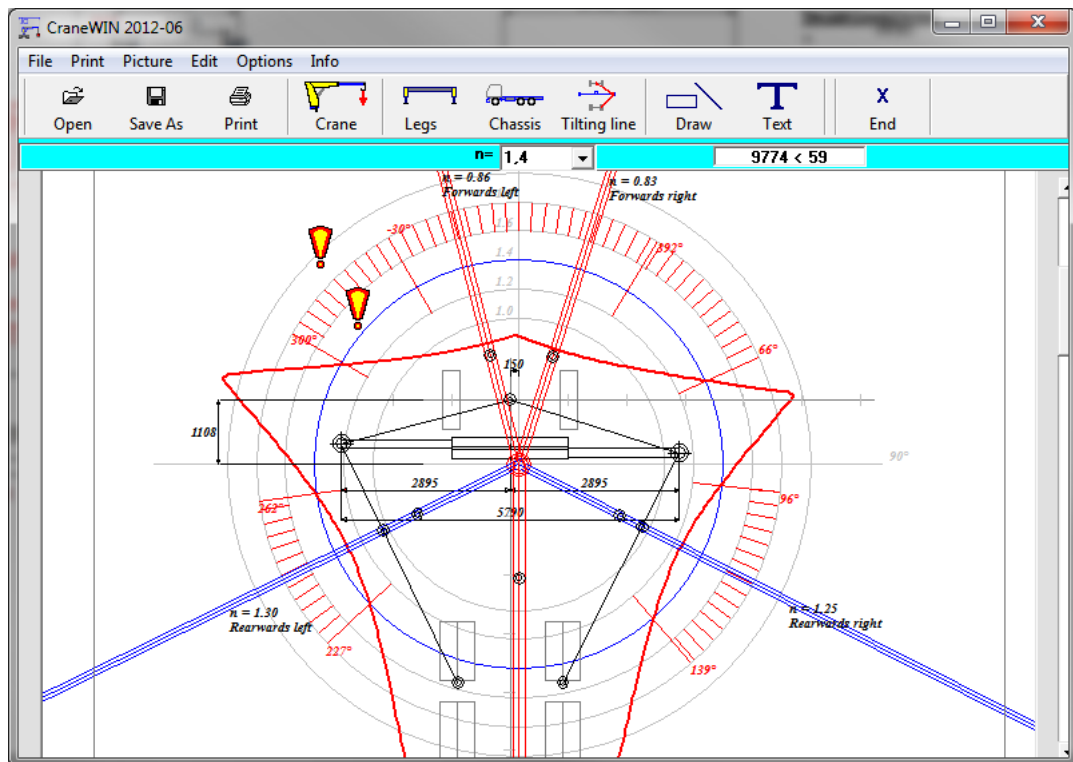 CraneWIN 2012-06
File Print Picture Edit Options Info
Open Save As Print Crane Legs Chassis Tilting line Draw Text X End
n= 1,4 9774 < 59
n = 0.86
Forwards left
n = 0.83
Forwards right
1.6
-30°
392°
1.4
1.2
1.0
300°
66°
150
1108
90°
2895 2895
262°
96°
5790
n = 1.30
Rearwards left
n = 1.25
Rearwards right
227°
139°